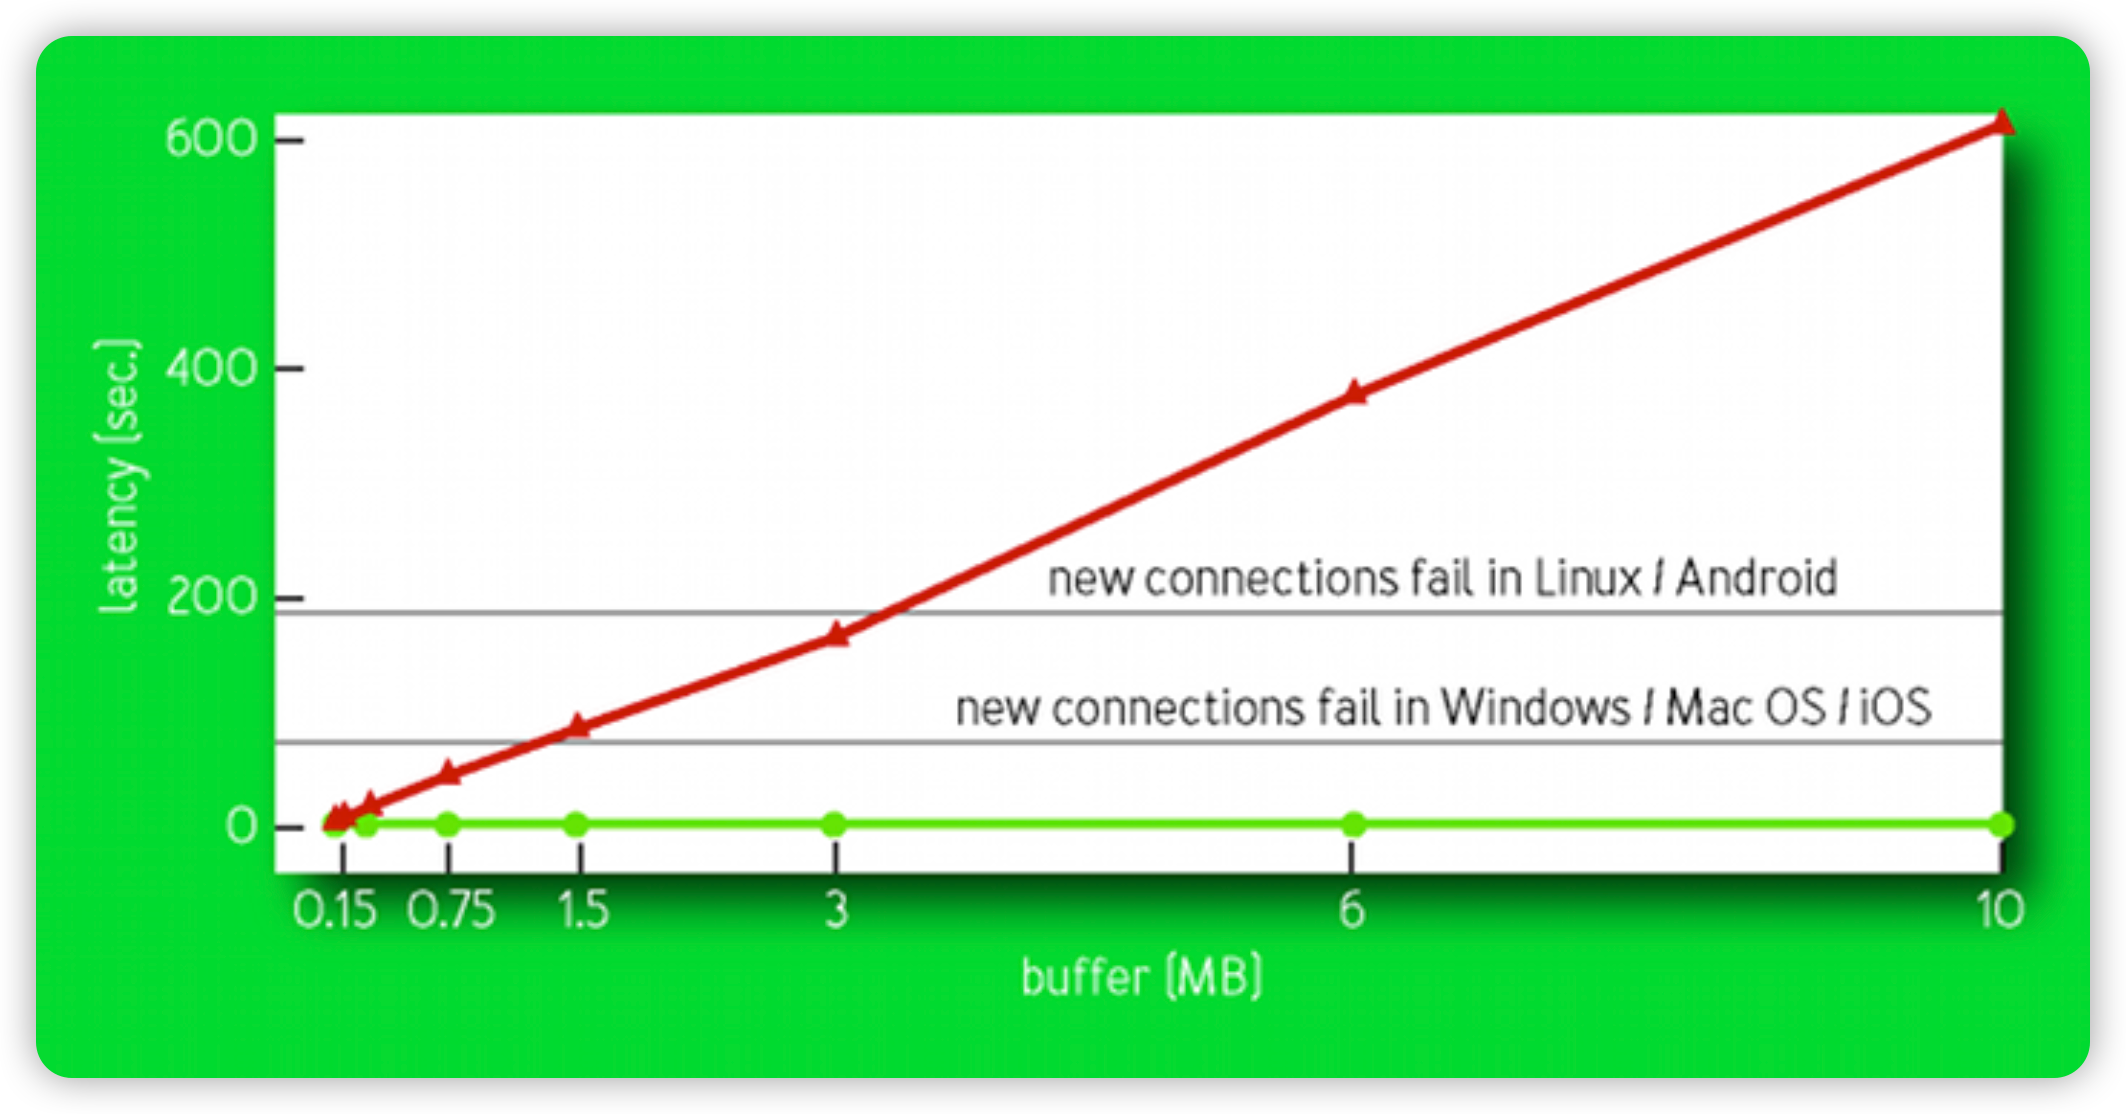 600
400
200
0
latency (sec.)
new connections fail in Linux / Android
new connections fail in Windows / Mac OS / iOS
0.15 0.75 1.5 3 6 10
buffer (MB)